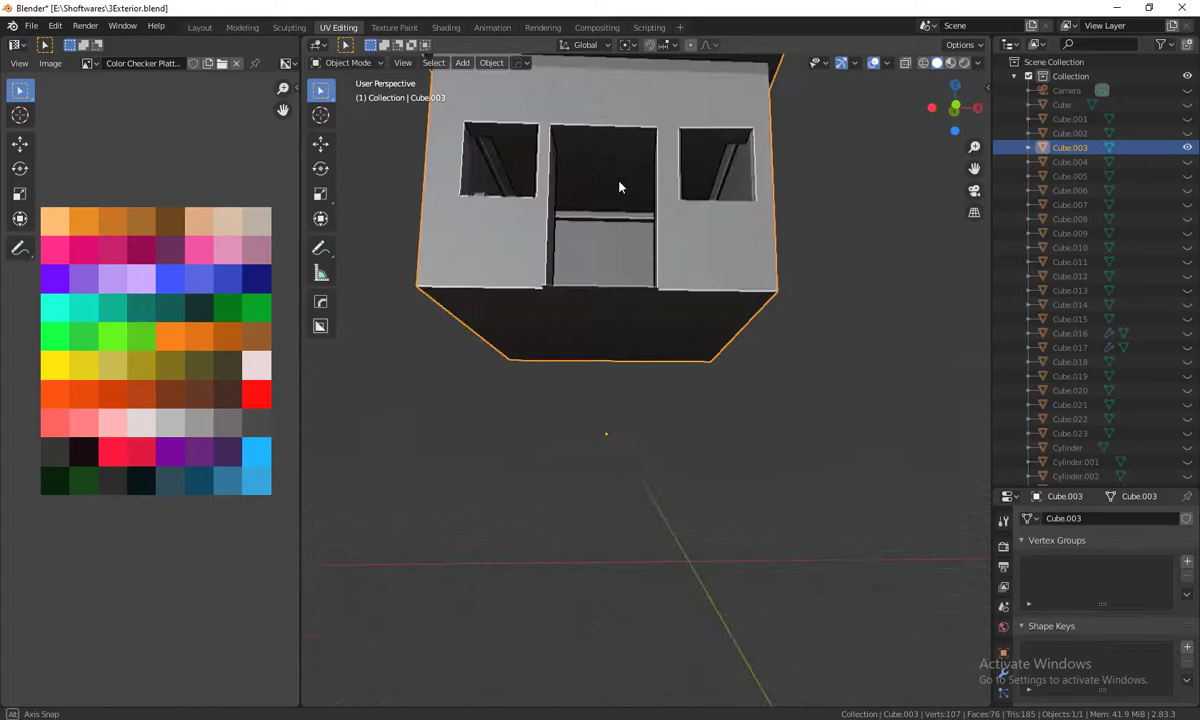 Blender* [E:\Shoftwares\3Exterior.blend]
File Edit Render Window Help Layout Modeling Sculpting UV Editing Texture Paint Shading Animation Rendering Compositing Scripting + Scene View Layer
Global Options
View Image Color Checker Platt... Object Mode View Select Add Object
User Perspective
(1) Collection | Cube.003
Scene Collection
Collection
Camera
Cube
Cube.001
Cube.002
Cube.003
Cube.004
Cube.005
Cube.006
Cube.007
Cube.008
Cube.009
Cube.010
Cube.011
Cube.012
Cube.013
Cube.014
Cube.015
Cube.016
Cube.017
Cube.018
Cube.019
Cube.020
Cube.021
Cube.022
Cube.023
Cylinder
Cylinder.001
Cylinder.002
Cube.003 Cube.003
Cube.003
Vertex Groups
Shape Keys
Activate Windows
Go to Settings to activate Windows.
Alt Axis Snap
Collection | Cube.003 | Verts:107 | Faces:76 | Tris:185 | Objects:1/1 | Mem: 41.9 MiB | 2.83.3